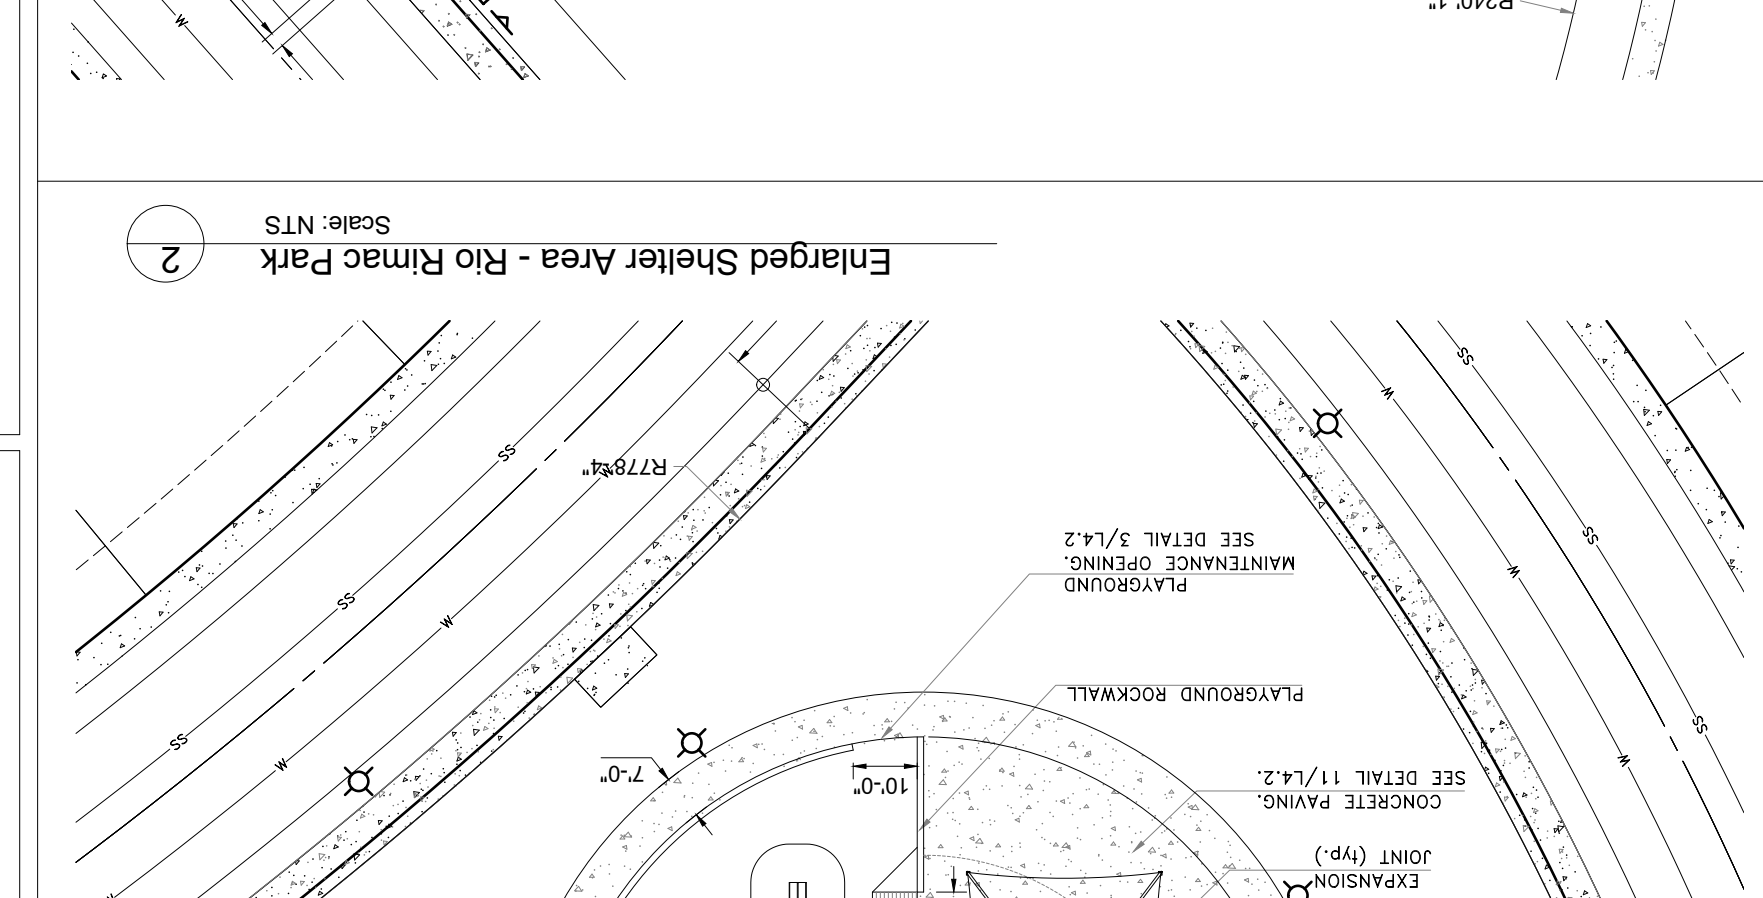 EXPANSION
JOINT (typ.)
CONCRETE PAVING.
SEE DETAIL 11/L4.2.
10'-0"
7'-0"
W
W
SS
SS
PLAYGROUND ROCKWALL
W
SS
PLAYGROUND
MAINTENANCE OPENING.
SEE DETAIL 3/L4.2
W
SS
R778'-4"
W
SS
W
SS
Enlarged Shelter Area - Rio Rimac Park
2
Scale: NTS
W
R240'-1"